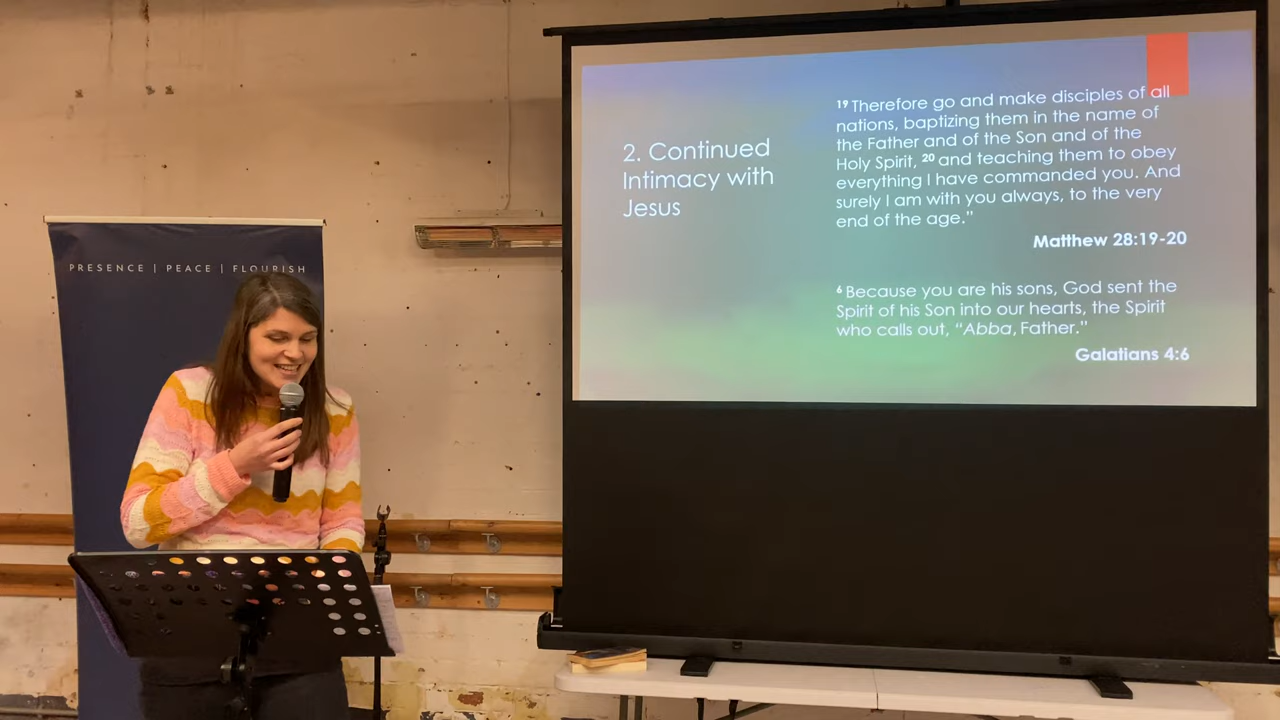 PRESENCE | PEACE | FLOURISH
2. Continued
Intimacy with
Jesus
19 Therefore go and make disciples of all
nations, baptizing them in the name of
the Father and of the Son and of the
Holy Spirit, 20 and teaching them to obey
everything I have commanded you. And
surely I am with you always, to the very
end of the age.”
Matthew 28:19-20
6 Because you are his sons, God sent the
Spirit of his Son into our hearts, the Spirit
who calls out, “Abba, Father.”
Galatians 4:6